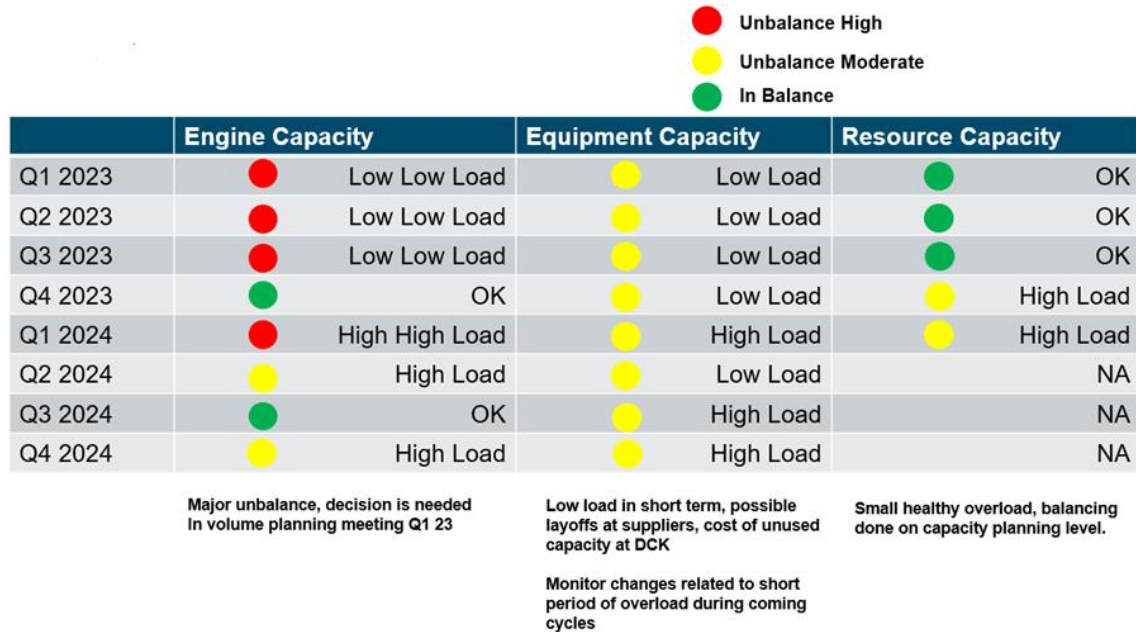 Unbalance High
Unbalance Moderate
In Balance
Engine Capacity Equipment Capacity Resource Capacity
Q1 2023 Low Low Load Low Load OK
Q2 2023 Low Low Load Low Load OK
Q3 2023 Low Low Load Low Load OK
Q4 2023 OK Low Load High Load
Q1 2024 High High Load High Load High Load
Q2 2024 High Load Low Load NA
Q3 2024 OK High Load NA
Q4 2024 High Load High Load NA
Major unbalance, decision is needed
In volume planning meeting Q1 23
Low load in short term, possible
layoffs at suppliers, cost of unused
capacity at DCK
Monitor changes related to short
period of overload during coming
cycles
Small healthy overload, balancing
done on capacity planning level.